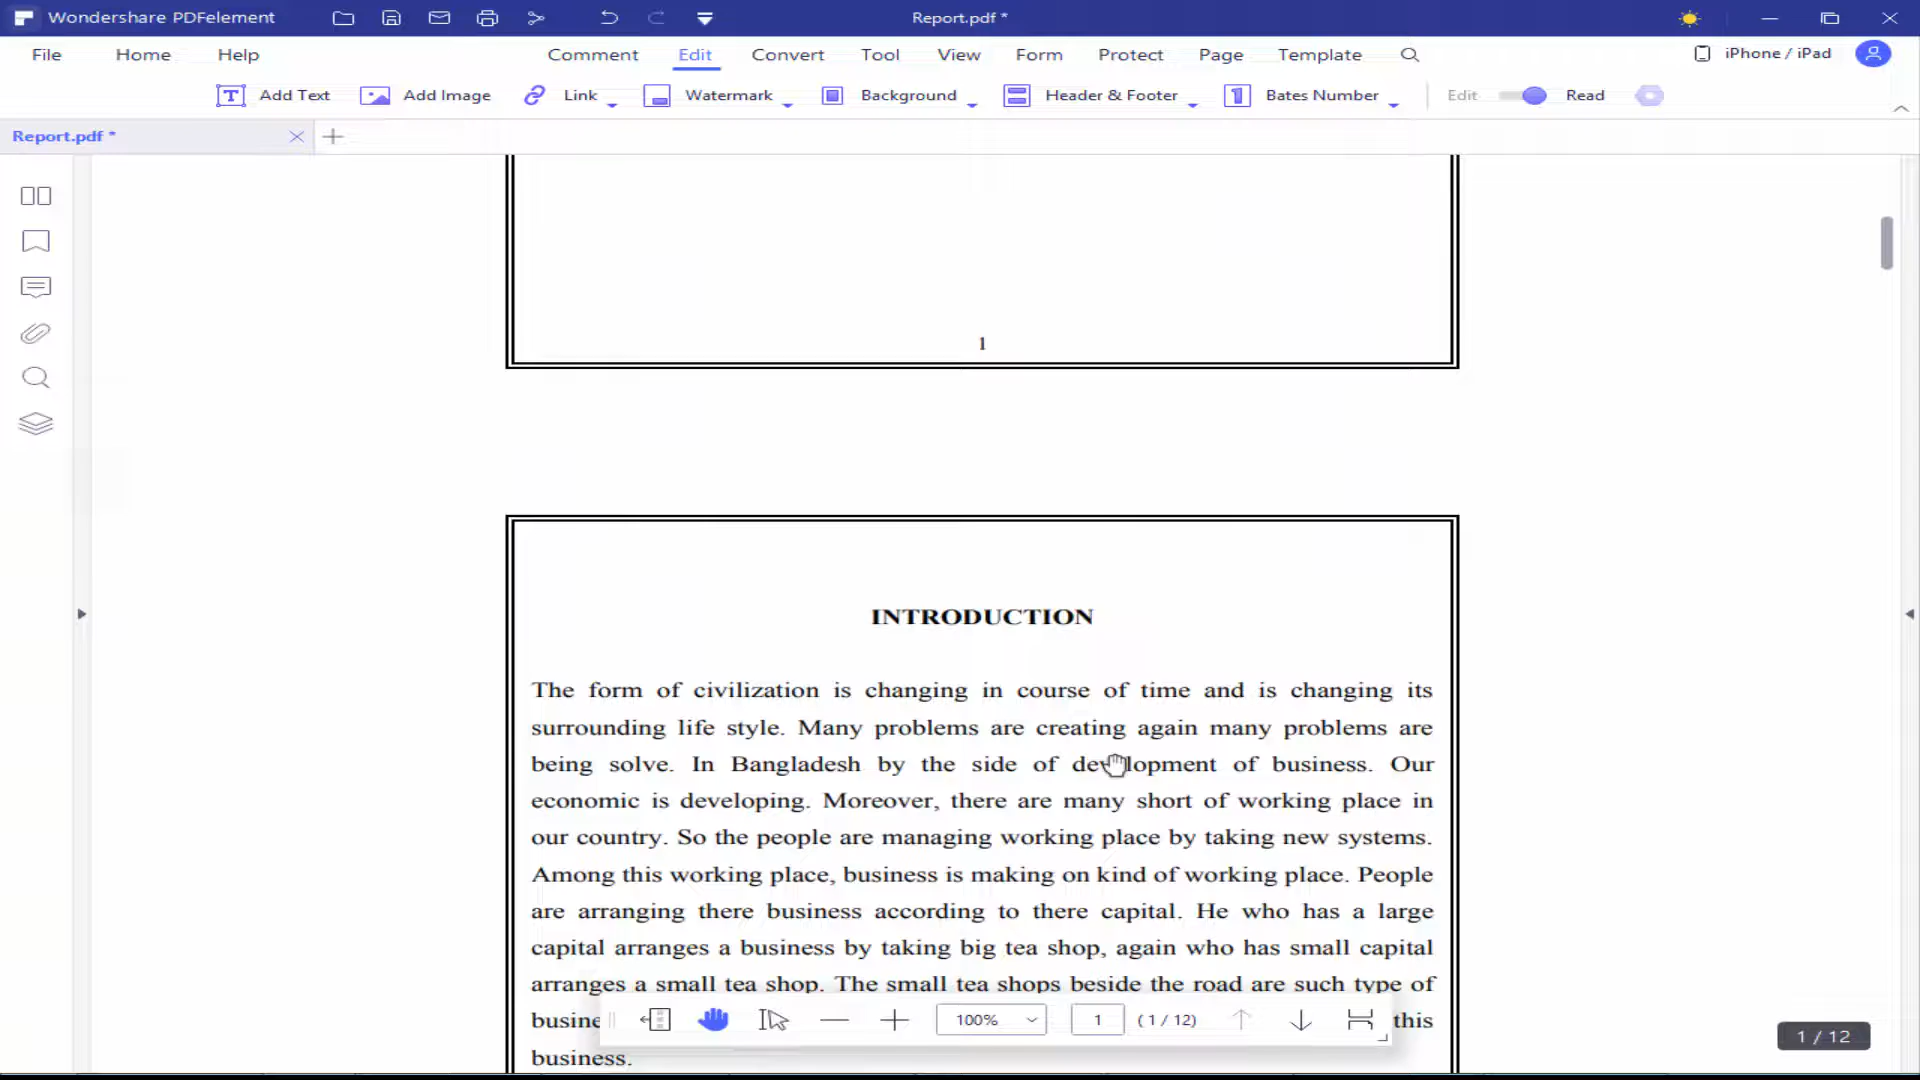 Wondershare PDFelement
Report.pdf *
File
Home
Help
Comment
Edit
Convert
Tool
View
Form
Protect
Page
Template
iPhone / iPad
Add Text
Add Image
Link
Watermark
Background
Header & Footer
Bates Number
Edit
Read
Report.pdf *
1
INTRODUCTION
The form of civilization is changing in course of time and is changing its
surrounding life style. Many problems are creating again many problems are
being solve. In Bangladesh by the side of development of business. Our
economic is developing. Moreover, there are many short of working place in
our country. So the people are managing working place by taking new systems.
Among this working place, business is making on kind of working place. People
are arranging there business according to there capital. He who has a large
capital arranges a business by taking big tea shop, again who has small capital
arranges a small tea shop. The small tea shops beside the road are such type of
this
business.
100%
1
( 1 / 12)
1 / 12